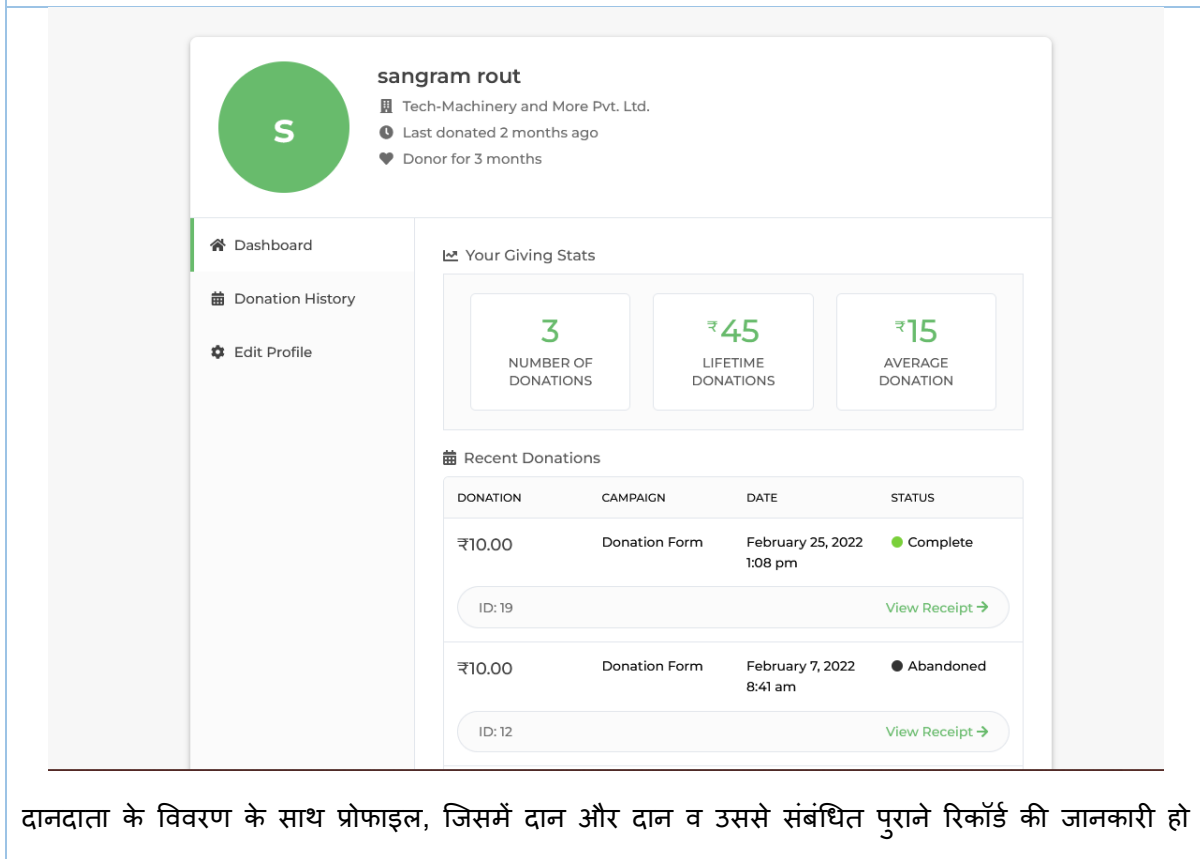 sangram rout
Tech-Machinery and More Pvt. Ltd.
Last donated 2 months ago
Donor for 3 months
s
Dashboard
Donation History
Edit Profile
Your Giving Stats
3
NUMBER OF
DONATIONS
₹45
LIFETIME
DONATIONS
₹15
AVERAGE
DONATION
Recent Donations
DONATION CAMPAIGN DATE STATUS
₹10.00 Donation Form February 25, 2022 Complete
1:08 pm
ID: 19 View Receipt →
₹10.00 Donation Form February 7, 2022 Abandoned
8:41 am
ID: 12 View Receipt →
दानदाता के विवरण के साथ प्रोफाइल, जिसमें दान और दान व उससे संबंधित पुराने रिकॉर्ड की जानकारी हो